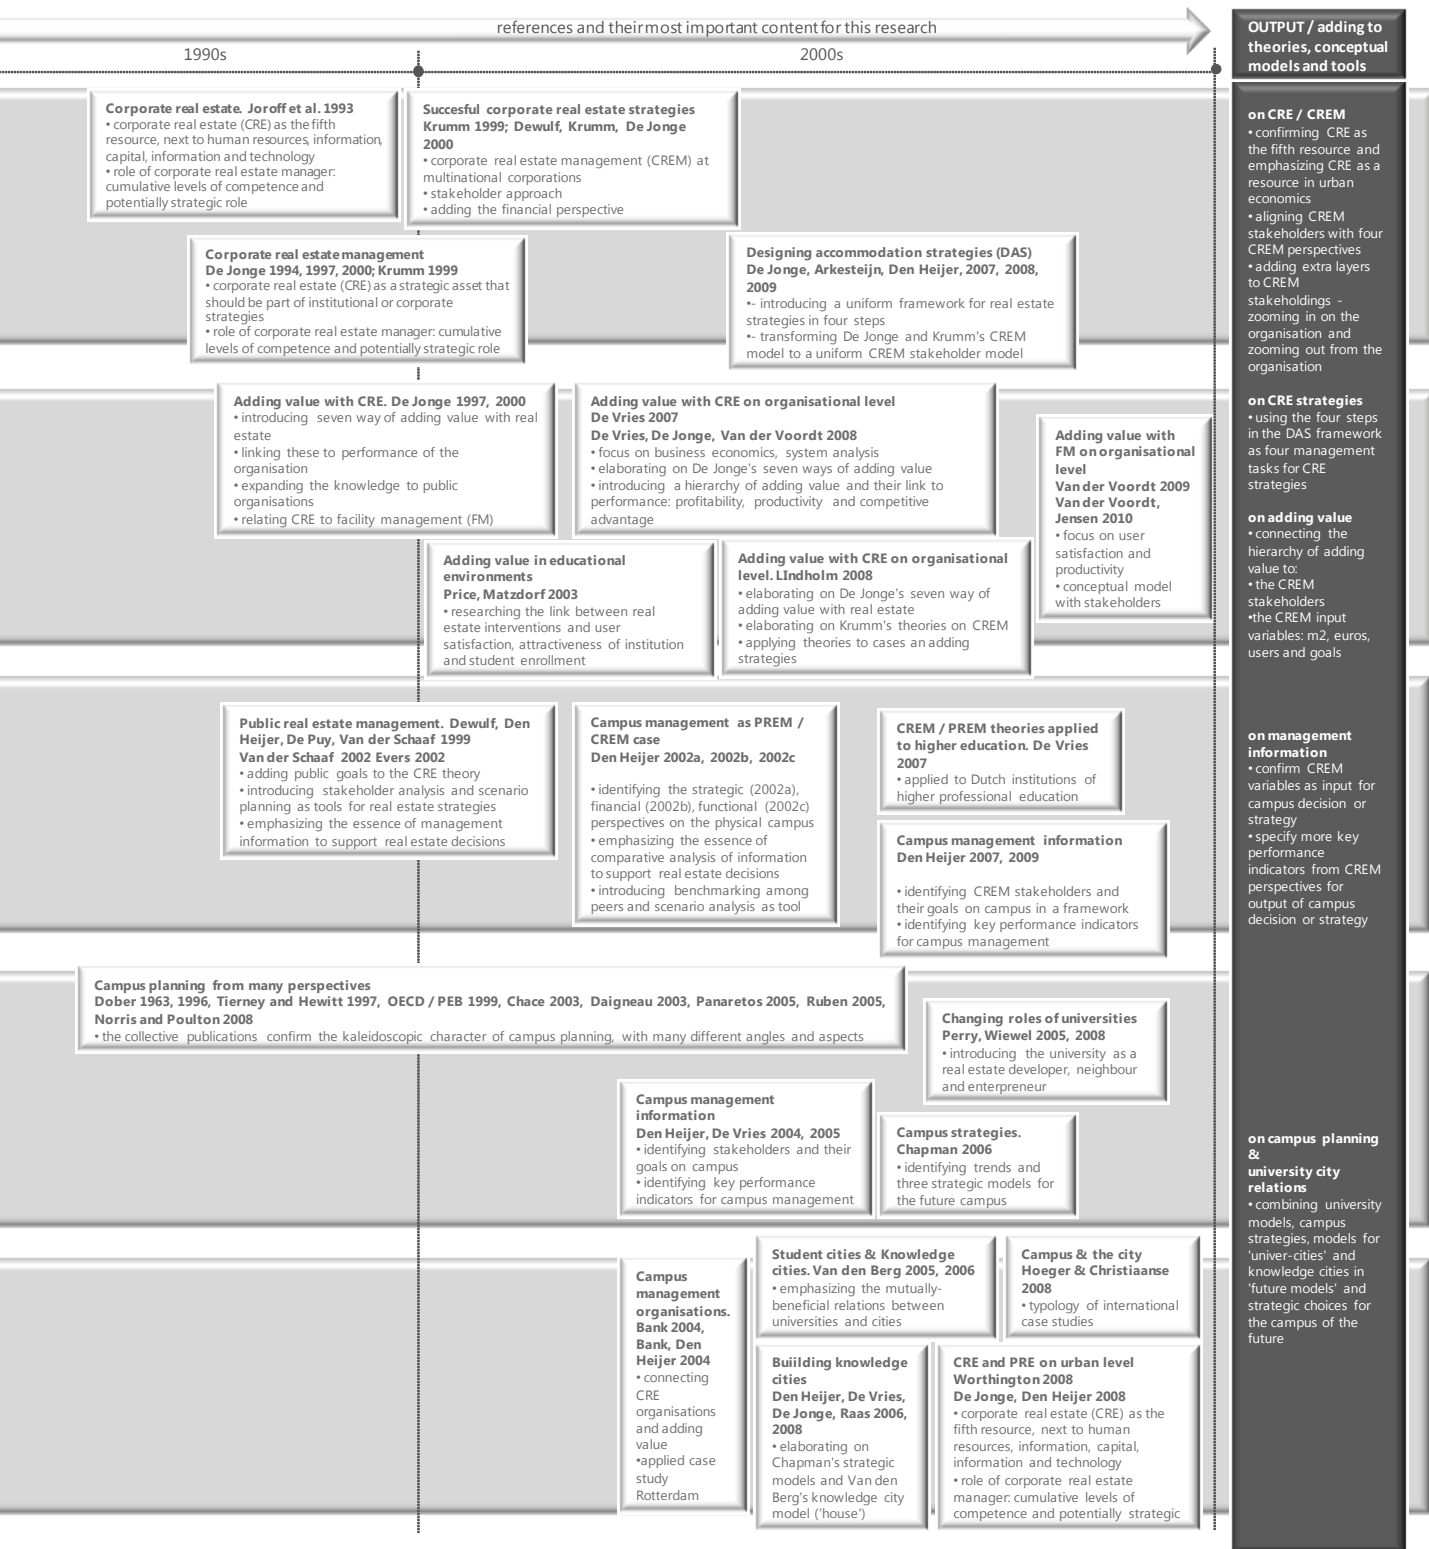 references and their most important content for this research
1990s
2000s
OUTPUT / adding to
theories, conceptual
models and tools
Corporate real estate. Joroff et al. 1993
• corporate real estate (CRE) as the fifth
resource, next to human resources, information,
capital, information and technology
• role of corporate real estate manager:
cumulative levels of competence and
potentially strategic role
Succesful corporate real estate strategies
Krumm 1999; Dewulf, Krumm, De Jonge
2000
• corporate real estate management (CREM) at
multinational corporations
• stakeholder approach
• adding the financial perspective
Corporate real estate management
De Jonge 1994, 1997, 2000; Krumm 1999
• corporate real estate (CRE) as a strategic asset that
should be part of institutional or corporate
strategies
• role of corporate real estate manager: cumulative
levels of competence and potentially strategic role
Designing accommodation strategies (DAS)
De Jonge, Arkesteijn, Den Heijer, 2007, 2008,
2009
•- introducing a uniform framework for real estate
strategies in four steps
•- transforming De Jonge and Krumm's CREM
model to a uniform CREM stakeholder model
Adding value with CRE. De Jonge 1997, 2000
• introducing seven way of adding value with real
estate
• linking these to performance of the
organisation
• expanding the knowledge to public
organisations
• relating CRE to facility management (FM)
Adding value with CRE on organisational level
De Vries 2007
De Vries, De Jonge, Van der Voordt 2008
• focus on business economics, system analysis
• elaborating on De Jonge's seven ways of adding value
• introducing a hierarchy of adding value and their link to
performance: profitability, productivity and competitive
advantage
Adding value with
FM on organisational
level
Van der Voordt 2009
Van der Voordt,
Jensen 2010
• focus on user
satisfaction and
productivity
• conceptual model
with stakeholders
Adding value in educational
environments
Price, Matzdorf 2003
• researching the link between real
estate interventions and user
satisfaction, attractiveness of institution
and student enrollment
Adding value with CRE on organisational
level. LIndholm 2008
• elaborating on De Jonge's seven way of
adding value with real estate
• elaborating on Krumm's theories on CREM
• applying theories to cases an adding
strategies
Public real estate management. Dewulf, Den
Heijer, De Puy, Van der Schaaf 1999
Van der Schaaf 2002 Evers 2002
• adding public goals to the CRE theory
• introducing stakeholder analysis and scenario
planning as tools for real estate strategies
• emphasizing the essence of management
information to support real estate decisions
Campus management as PREM /
CREM case
Den Heijer 2002a, 2002b, 2002c
• identifying the strategic (2002a),
financial (2002b), functional (2002c)
perspectives on the physical campus
• emphasizing the essence of
comparative analysis of information
to support real estate decisions
• introducing benchmarking among
peers and scenario analysis as tool
CREM / PREM theories applied
to higher education. De Vries
2007
• applied to Dutch institutions of
higher professional education
Campus management information
Den Heijer 2007, 2009
• identifying CREM stakeholders and
their goals on campus in a framework
• identifying key performance indicators
for campus management
Campus planning from many perspectives
Dober 1963, 1996, Tierney and Hewitt 1997, OECD / PEB 1999, Chace 2003, Daigneau 2003, Panaretos 2005, Ruben 2005,
Norris and Poulton 2008
• the collective publications confirm the kaleidoscopic character of campus planning, with many different angles and aspects
Changing roles of universities
Perry, Wiewel 2005, 2008
• introducing the university as a
real estate developer, neighbour
and enterpreneur
Campus management
information
Den Heijer, De Vries 2004, 2005
• identifying stakeholders and their
goals on campus
• identifying key performance
indicators for campus management
Campus strategies.
Chapman 2006
• identifying trends and
three strategic models for
the future campus
Campus
management
organisations.
Bank 2004,
Bank, Den
Heijer 2004
• connecting
CRE
organisations
and adding
value
•applied case
study
Rotterdam
Student cities & Knowledge
cities. Van den Berg 2005, 2006
• emphasizing the mutually-
beneficial relations between
universities and cities
Campus & the city
Hoeger & Christiaanse
2008
• typology of international
case studies
Buiilding knowledge
cities
Den Heijer, De Vries,
De Jonge, Raas 2006,
2008
• elaborating on
Chapman's strategic
models and Van den
Berg's knowledge city
model ('house')
CRE and PRE on urban level
Worthington 2008
De Jonge, Den Heijer 2008
• corporate real estate (CRE) as the
fifth resource, next to human
resources, information, capital,
information and technology
• role of corporate real estate
manager: cumulative levels of
competence and potentially strategic
on CRE / CREM
• confirming CRE as
the fifth resource and
emphasizing CRE as a
resource in urban
economics
• aligning CREM
stakeholders with four
CREM perspectives
• adding extra layers
to CREM
stakeholdings -
zooming in on the
organisation and
zooming out from the
organisation
on CRE strategies
• using the four steps
in the DAS framework
as four management
tasks for CRE
strategies
on adding value
• connecting the
hierarchy of adding
value to:
• the CREM
stakeholders
•the CREM input
variables: m2, euros,
users and goals
on management
information
• confirm CREM
variables as input for
campus decision or
strategy
• specify more key
performance
indicators from CREM
perspectives for
output of campus
decision or strategy
on campus planning
&
university city
relations
• combining university
models, campus
strategies, models for
'univer-cities' and
knowledge cities in
'future models' and
strategic choices for
the campus of the
future